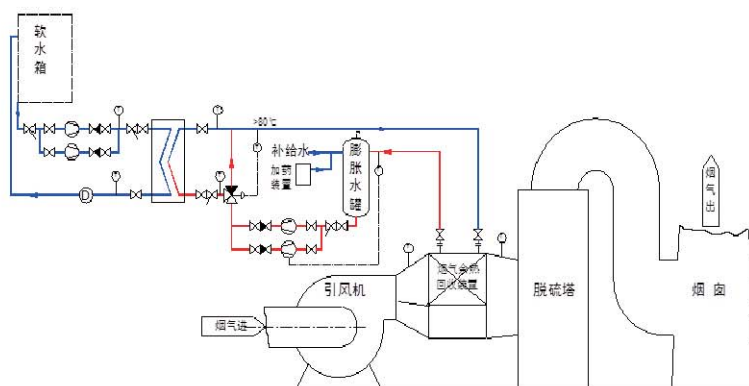 软
水
箱
>80℃
补给水
加药
装置
膨
胀
水
罐
烟气出
烟气余热
回收装置
引风机
脱硫塔
烟 囱
烟气进